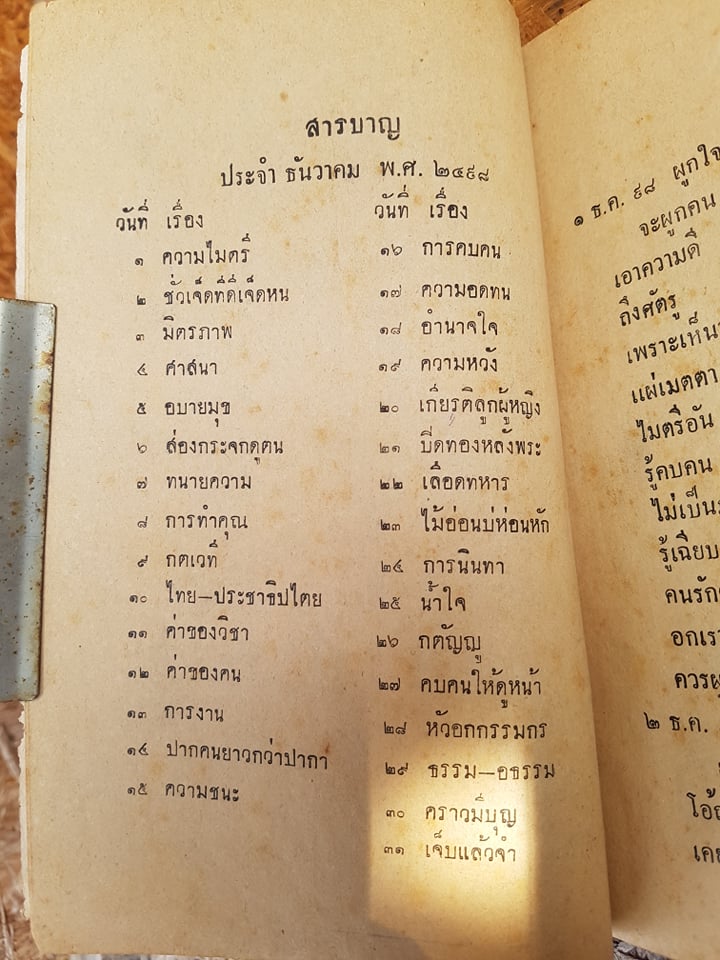 สารบาญ
ประจำ ธันวาคม พ.ศ. ๒๔๙๘
วันที่ เรื่อง
๑ ความไมตรี
๒ ชั่วเจ็ดทีดีเจ็ดหน
๓ มิตรภาพ
๔ ศาสนา
๕ อบายมุข
๖ ส่องกระจกดูตน
๗ ทนายความ
๘ การทำคุณ
๙ กตเวที
๑๐ ไทย—ประชาธิปไตย
๑๑ ค่าของวิชา
๑๒ ค่าของคน
๑๓ การงาน
๑๔ ปากคนยาวกว่าปากา
๑๕ ความชนะ
วันที่ เรื่อง
๑๖ การคบคน
๑๗ ความอดทน
๑๘ อำนาจใจ
๑๙ ความหวัง
๒๐ เกียรติลูกผู้หญิง
๒๑ ปิดทองหลังพระ
๒๒ เลือดทหาร
๒๓ ไม้อ่อนบ่ห่อนหัก
๒๔ การนินทา
๒๕ น้ำใจ
๒๖ กตัญญู
๒๗ คบคนให้ดูหน้า
๒๘ หัวอกกรรมกร
๒๙ ธรรม—อธรรม
๓๐ คราวมีบุญ
๓๑ เจ็บแล้วจำ
๑ ธ.ค. ๙๘ ผูกใจ
จะผูกคน
เอาความดี
ถึงศัตรู
เพราะเห็น
แผ่เมตตา
ไมตรีอัน
รู้คบคน
ไม่เป็น
รู้เฉียบ
คนรัก
อกเรา
ควรผู
๒ ธ.ค.
โอ้
เคย